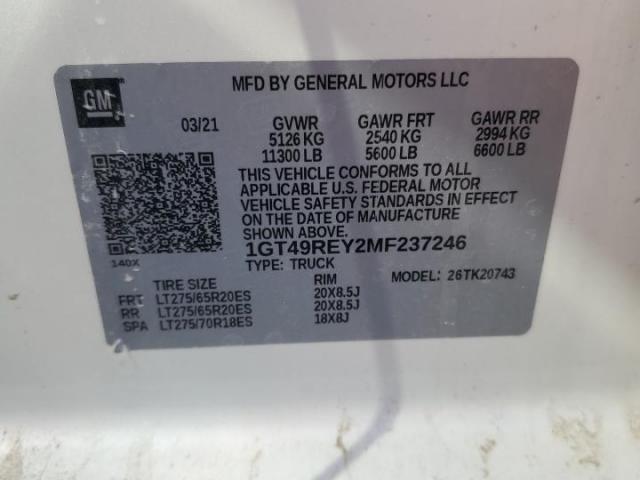 GM
MFD BY GENERAL MOTORS LLC
03/21 GVWR GAWR FRT GAWR RR
5126 KG 2540 KG 2994 KG
11300 LB 5600 LB 6600 LB
THIS VEHICLE CONFORMS TO ALL
APPLICABLE U.S. FEDERAL MOTOR
VEHICLE SAFETY STANDARDS IN EFFECT
ON THE DATE OF MANUFACTURE
SHOWN ABOVE.
1GT49REY2MF237246
140X TYPE: TRUCK MODEL: 26TK20743
TIRE SIZE RIM
FRT LT275/65R20ES 20X8.5J
RR LT275/65R20ES 20X8.5J
SPA LT275/70R18ES 18X8J